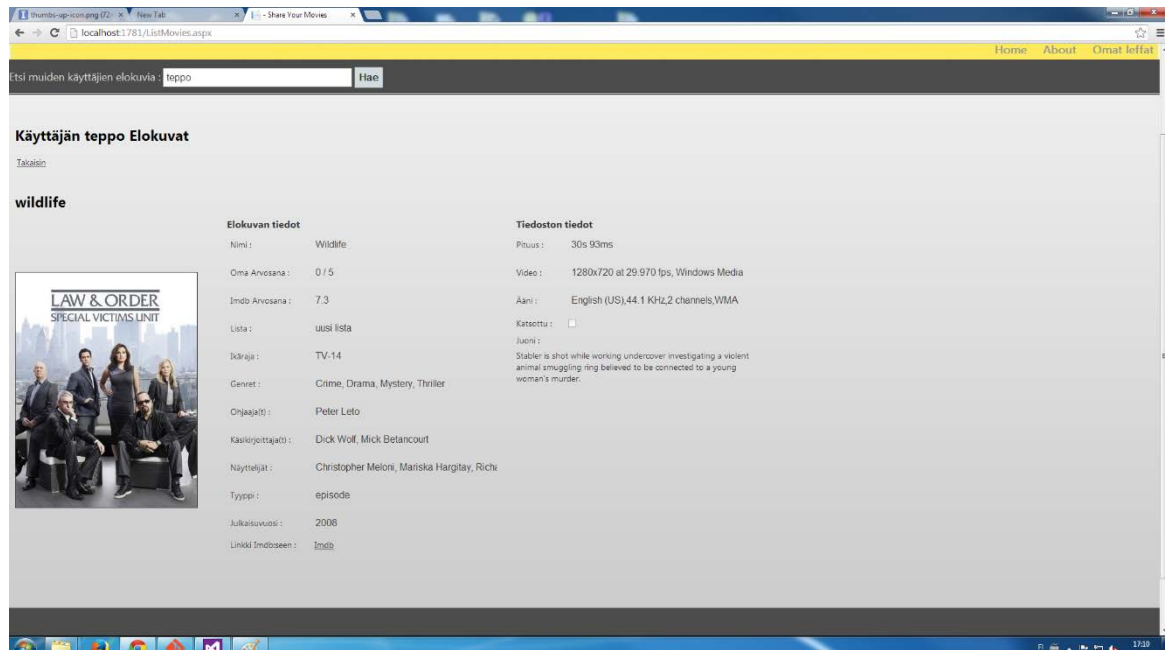 thumbs-up-icon.png (72
New Tab
- Share Your Movies
localhost:1781/ListMovies.aspx
Home About Omat leffat
Etsi muiden käyttäjien elokuvia : teppo Hae
Käyttäjän teppo Elokuvat
Takaisin
wildlife
LAW & ORDER
SPECIAL VICTIMS UNIT
Elokuvan tiedot
Nimi : Wildlife
Oma Arvosana : 0 / 5
Imdb Arvosana : 7.3
Lista : uusi lista
Ikäraja : TV-14
Genret : Crime, Drama, Mystery, Thriller
Ohjaaja(t) : Peter Leto
Käsikirjoittaja(t) : Dick Wolf, Mick Betancourt
Näyttelijät : Christopher Meloni, Mariska Hargitay, Richa
Tyyppi : episode
Julkaisuvuosi : 2008
Linkki Imdb:seen : Imdb
Tiedoston tiedot
Pituus : 30s 93ms
Video : 1280x720 at 29.970 fps, Windows Media
Ääni : English (US),44.1 KHz,2 channels,WMA
Katsottu :
Juoni :
Stabler is shot while working undercover investigating a violent
animal smuggling ring believed to be connected to a young
woman's murder.
17:10